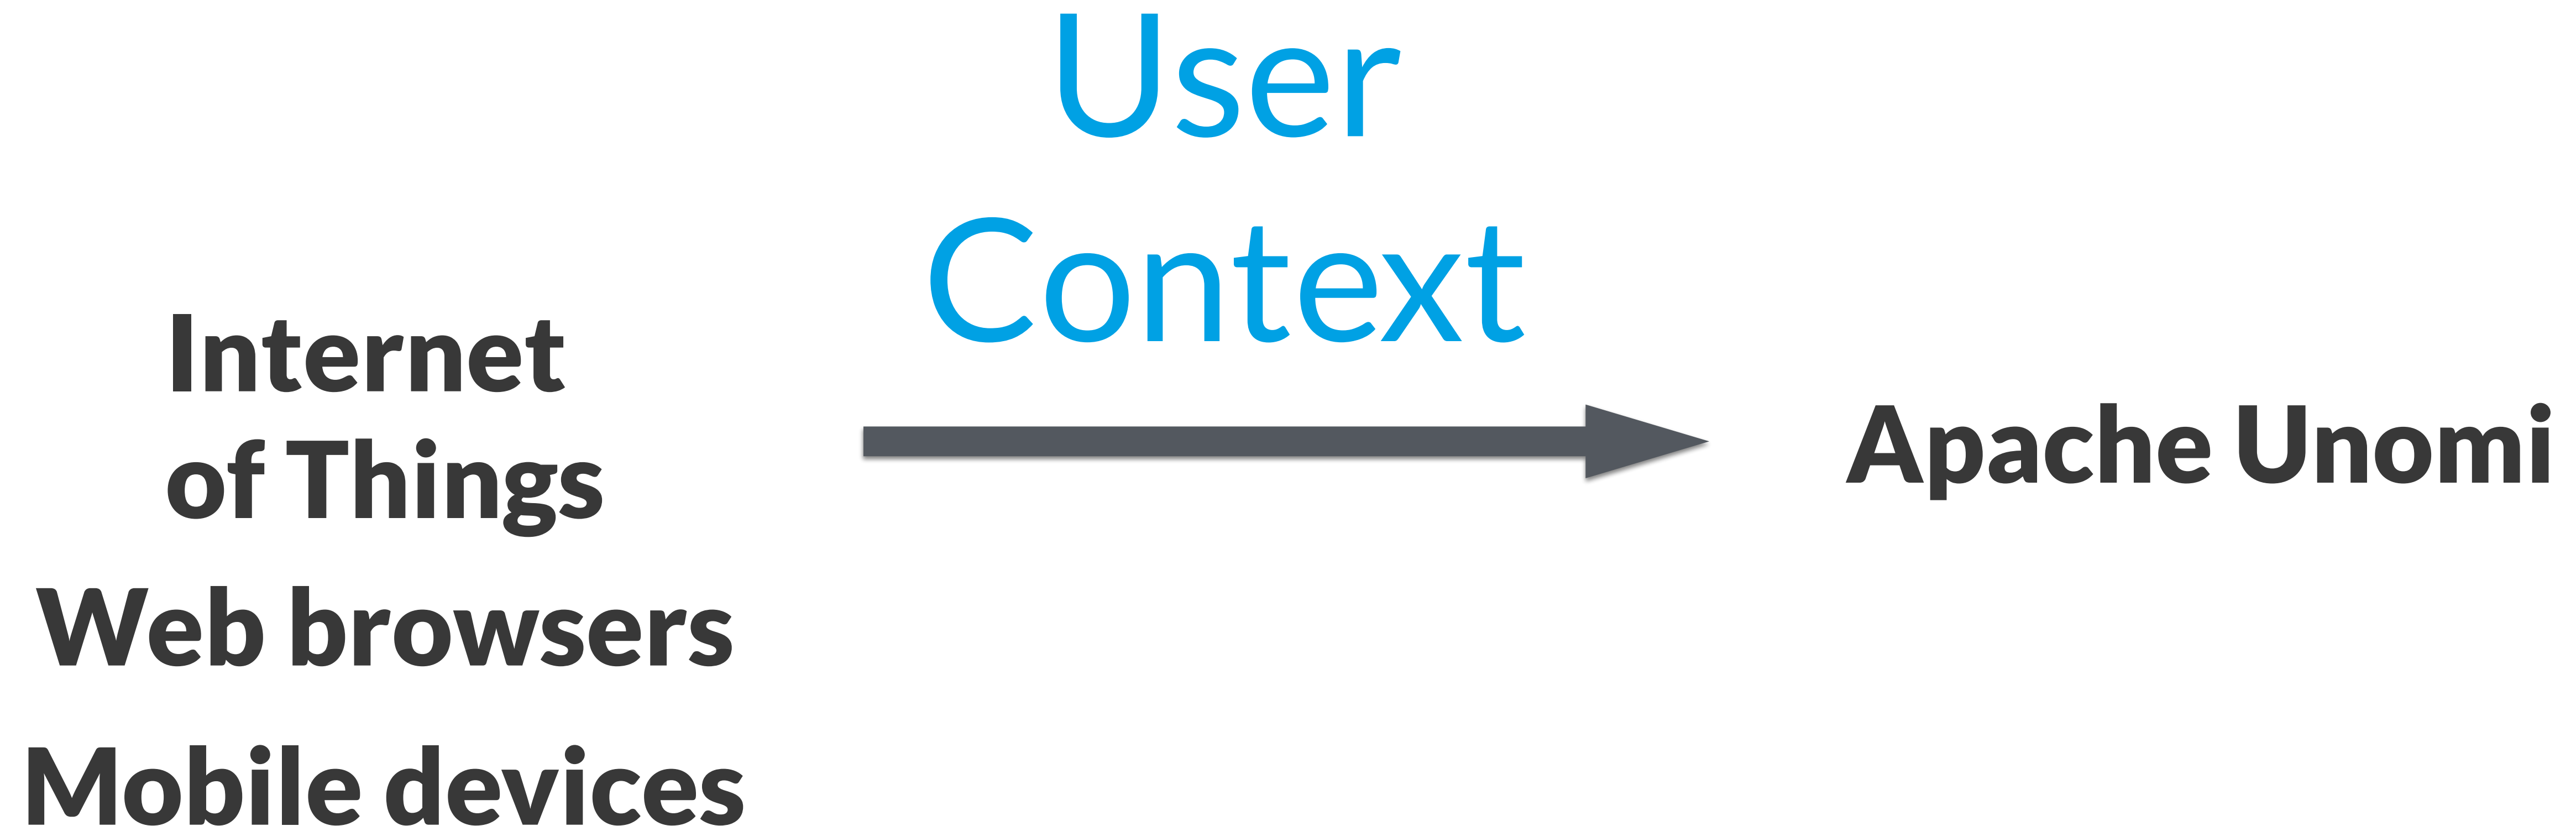 User
Context
Internet
of Things
Web browsers
Mobile devices
Apache Unomi